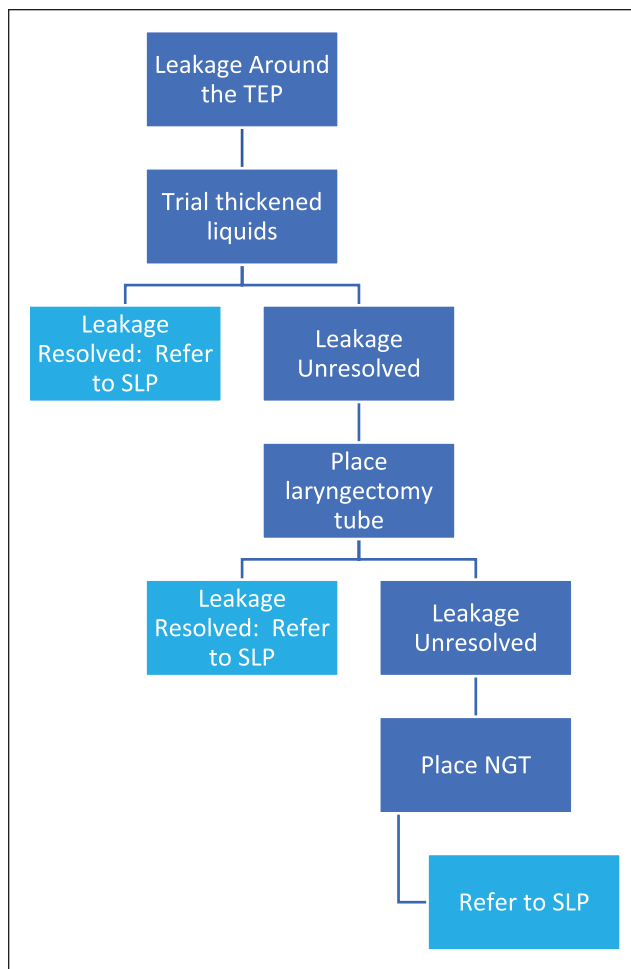 Leakage Around
the TEP
Trial thickened
liquids
Leakage
Resolved: Refer
to SLP
Leakage
Unresolved
Place
laryngectomy
tube
Leakage
Resolved: Refer
to SLP
Leakage
Unresolved
Place NGT
Refer to SLP